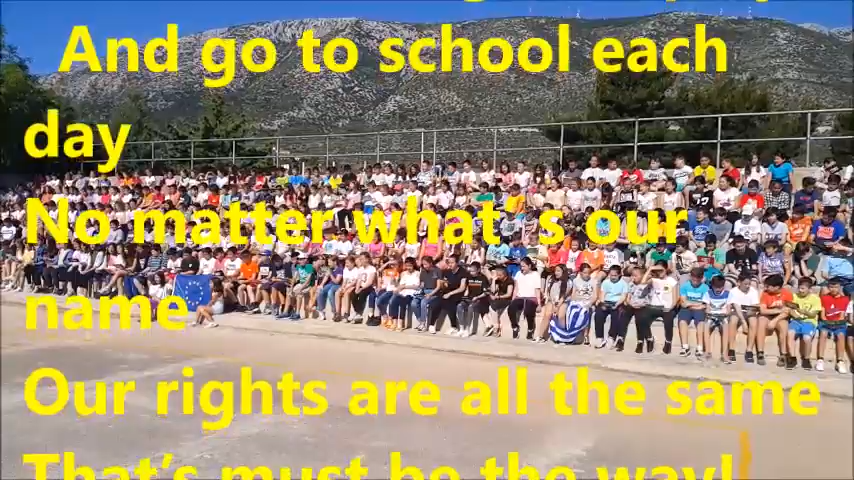 And go to school each
day
No matter what ‘s our
name
Our rights are all the same
That’s must be the way!